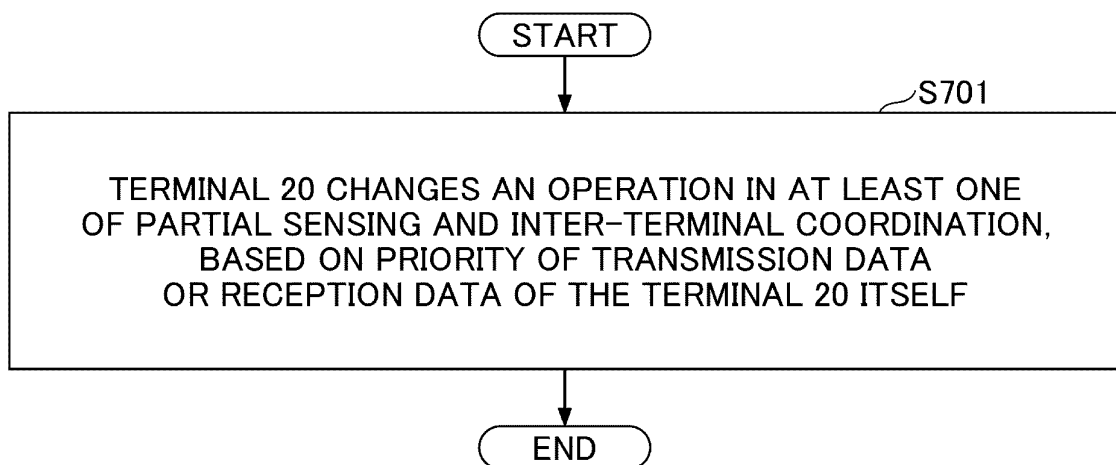 START
S701
TERMINAL 20 CHANGES AN OPERATION IN AT LEAST ONE
OF PARTIAL SENSING AND INTER-TERMINAL COORDINATION,
BASED ON PRIORITY OF TRANSMISSION DATA
OR RECEPTION DATA OF THE TERMINAL 20 ITSELF
END